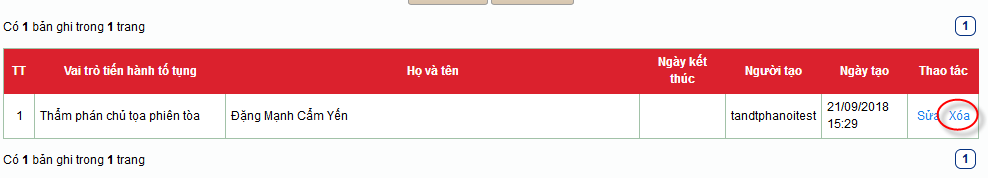 Có 1 bản ghi trong 1 trang 1
TT Vai trò tiến hành tố tụng Họ và tên Ngày kết thúc Người tạo Ngày tạo Thao tác
1 Thẩm phán chủ tọa phiên tòa Đặng Mạnh Cẩm Yến tandtphanoitest 21/09/2018 15:29 Sửa Xóa
Có 1 bản ghi trong 1 trang 1